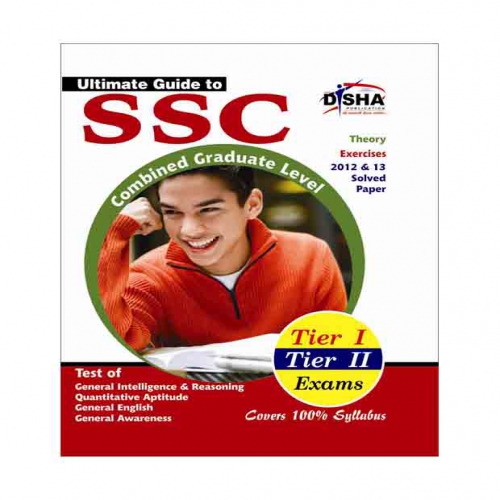 Ultimate Guide to
SSC
Combined Graduate Level
DISHA
PUBLICATION
Theory
Exercises
2012 & 13
Solved
Paper
Tier I
Tier II
Exams
Covers 100% Syllabus
Test of
General Intelligence & Reasoning
Quantitative Aptitude
General English
General Awareness